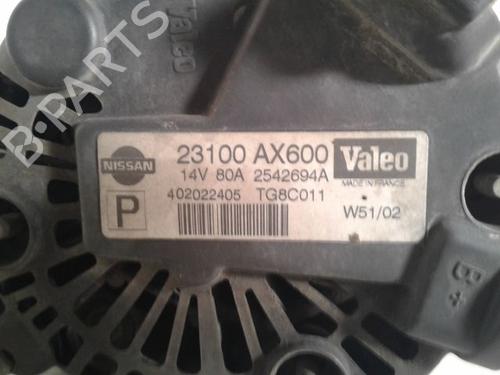 Valeo
B-PARTS
NISSAN
23100 AX600
Valeo
14V 80A 2542694A
MADE IN FRANCE
402022405 TG8C011
P
W51/02
B+